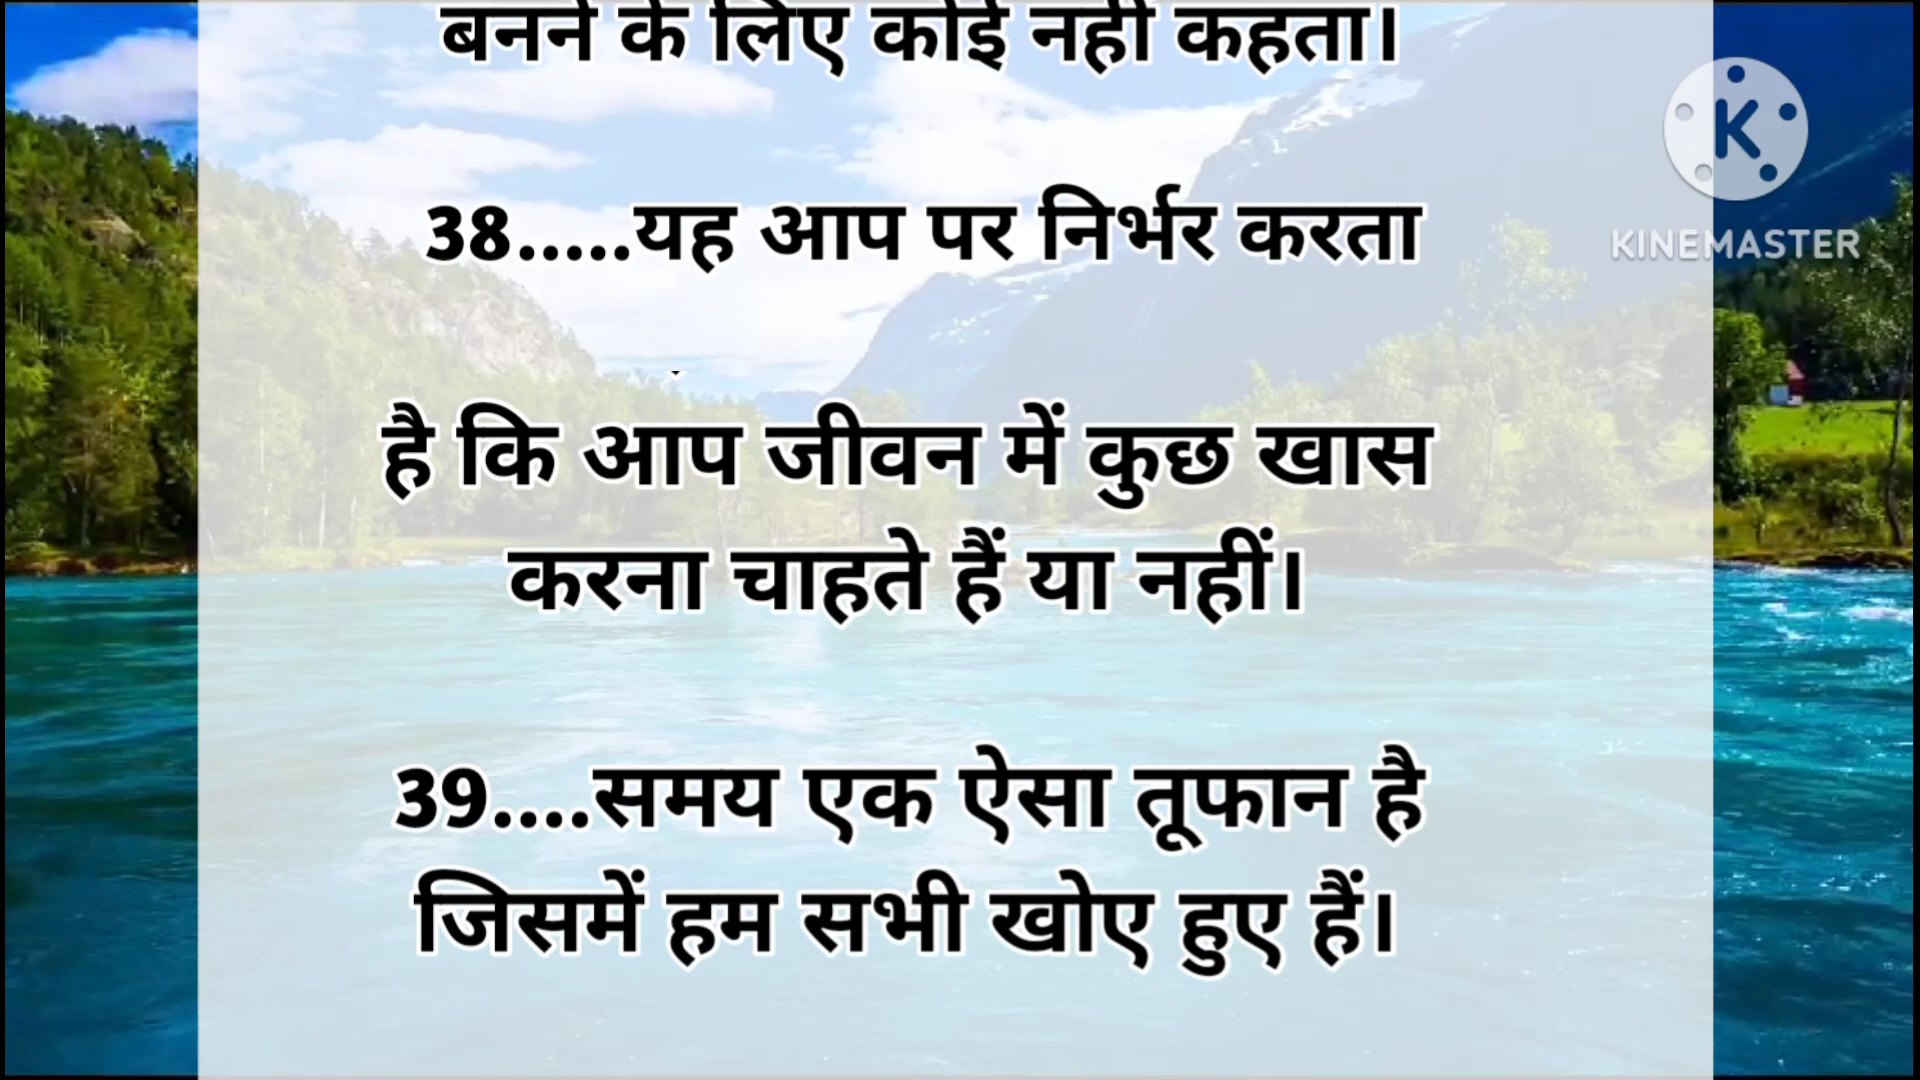 बनने के लिए कोई नहीं कहता।
38.....यह आप पर निर्भर करता
है कि आप जीवन में कुछ खास
करना चाहते हैं या नहीं।
39....समय एक ऐसा तूफान है
जिसमें हम सभी खोए हुए हैं।
K
KINEMASTER